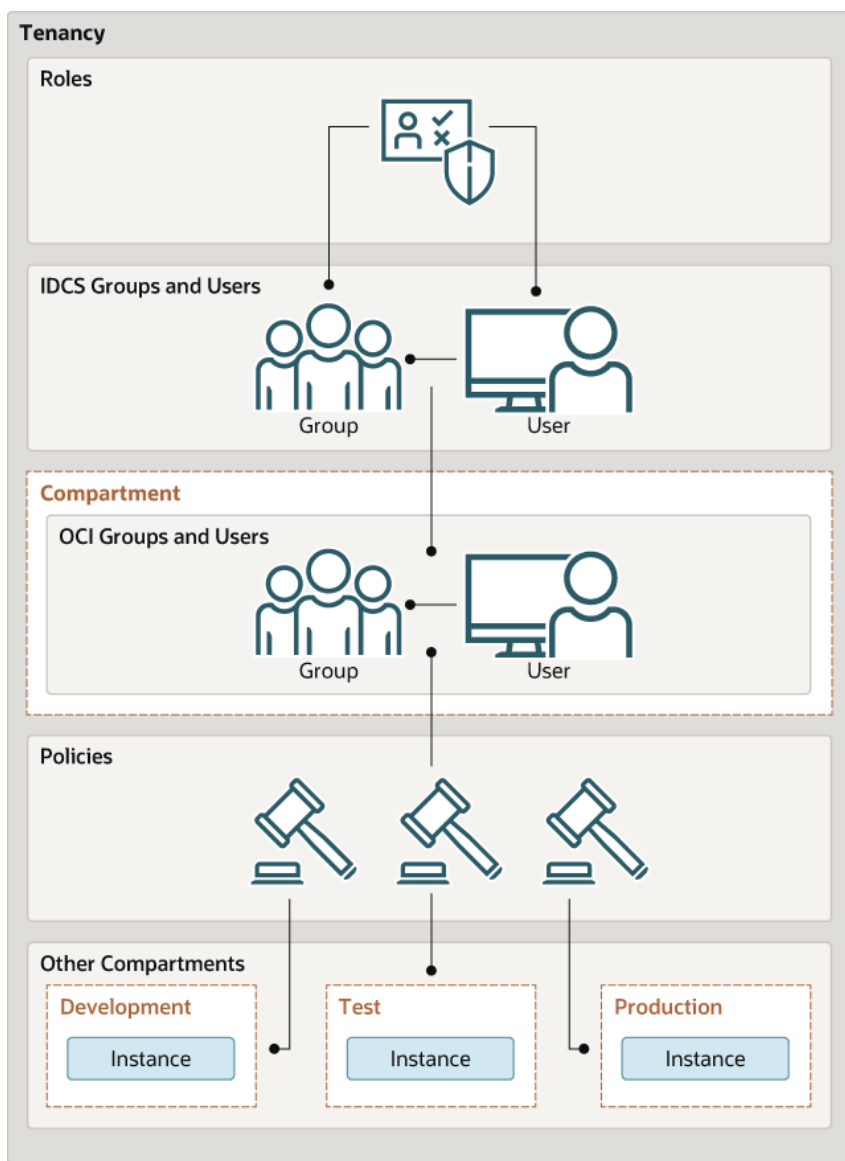 Tenancy
Roles
IDCS Groups and Users
Group
User
Compartment
OCI Groups and Users
Group
User
Policies
Other Compartments
Development
Test
Production
Instance
Instance
Instance